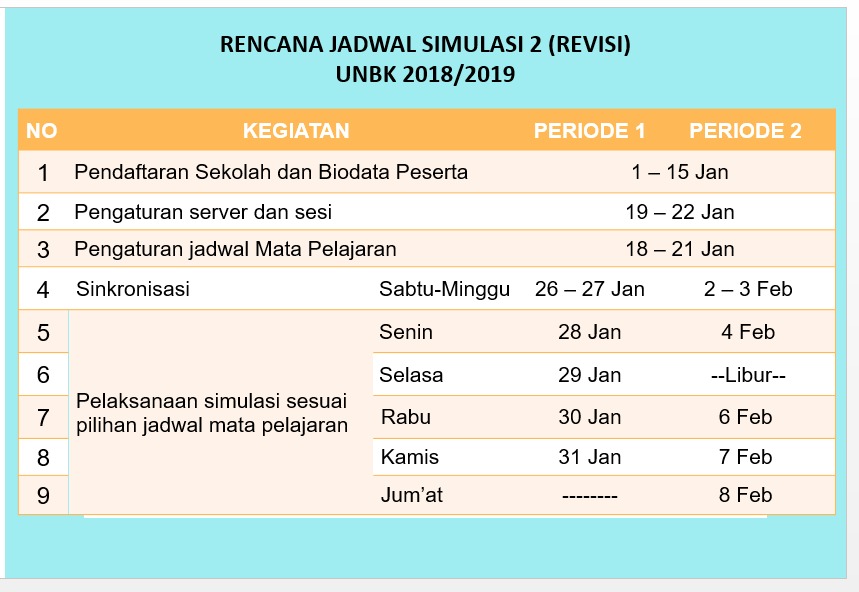 RENCANA JADWAL SIMULASI 2 (REVISI)
UNBK 2018/2019
NO KEGIATAN PERIODE 1 PERIODE 2
1 Pendaftaran Sekolah dan Biodata Peserta 1 – 15 Jan
2 Pengaturan server dan sesi 19 – 22 Jan
3 Pengaturan jadwal Mata Pelajaran 18 – 21 Jan
4 Sinkronisasi Sabtu-Minggu 26 – 27 Jan 2 – 3 Feb
5 Senin 28 Jan 4 Feb
6 Selasa 29 Jan --Libur--
Pelaksanaan simulasi sesuai
pilihan jadwal mata pelajaran
7 Rabu 30 Jan 6 Feb
8 Kamis 31 Jan 7 Feb
9 Jum'at -------- 8 Feb